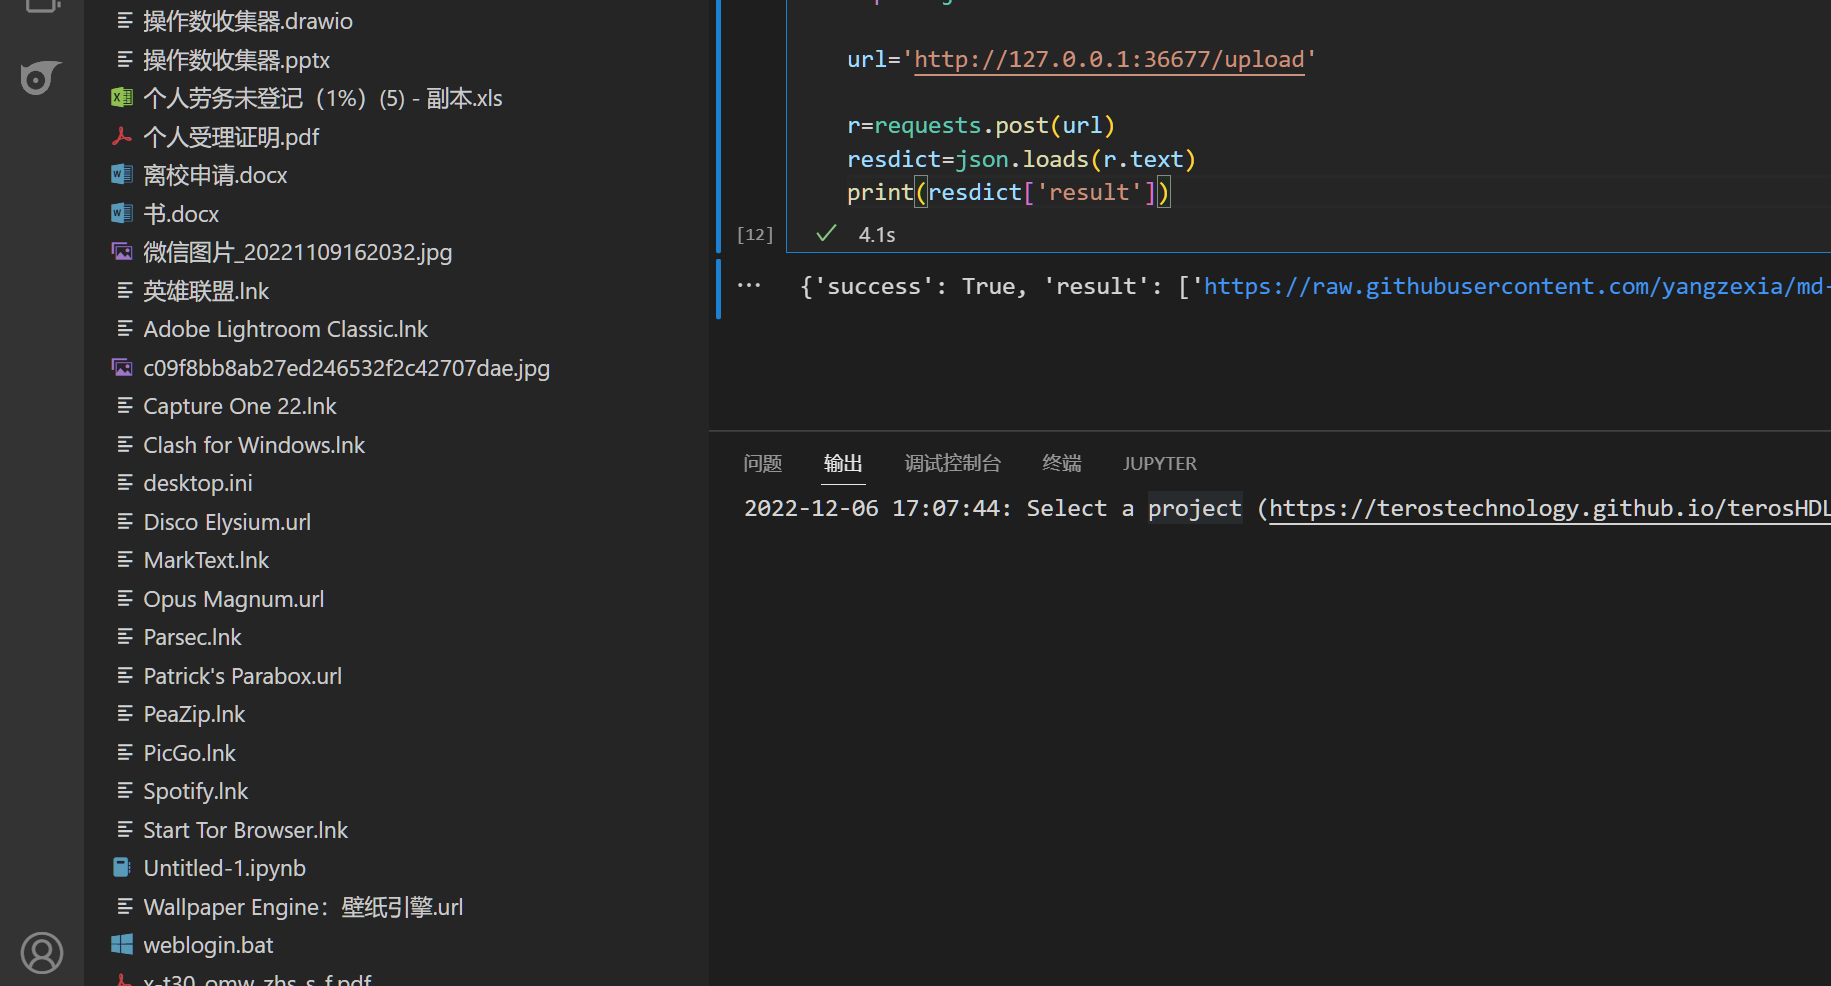 操作数收集器.drawio
操作数收集器.pptx
个人劳务未登记（1%）(5) - 副本.xls
个人受理证明.pdf
离校申请.docx
书.docx
微信图片_20221109162032.jpg
英雄联盟.lnk
Adobe Lightroom Classic.lnk
c09f8bb8ab27ed246532f2c42707dae.jpg
Capture One 22.lnk
Clash for Windows.lnk
desktop.ini
Disco Elysium.url
MarkText.lnk
Opus Magnum.url
Parsec.lnk
Patrick's Parabox.url
PeaZip.lnk
PicGo.lnk
Spotify.lnk
Start Tor Browser.lnk
Untitled-1.ipynb
Wallpaper Engine：壁纸引擎.url
weblogin.bat
x-t30_omw_zhs_s_f.pdf
url='http://127.0.0.1:36677/upload'
r=requests.post(url)
resdict=json.loads(r.text)
print(resdict['result'])
[12]
4.1s
{'success': True, 'result': ['https://raw.githubusercontent.com/yangzexia/md-
问题 输出 调试控制台 终端 JUPYTER
2022-12-06 17:07:44: Select a project (https://terostechnology.github.io/terosHDL